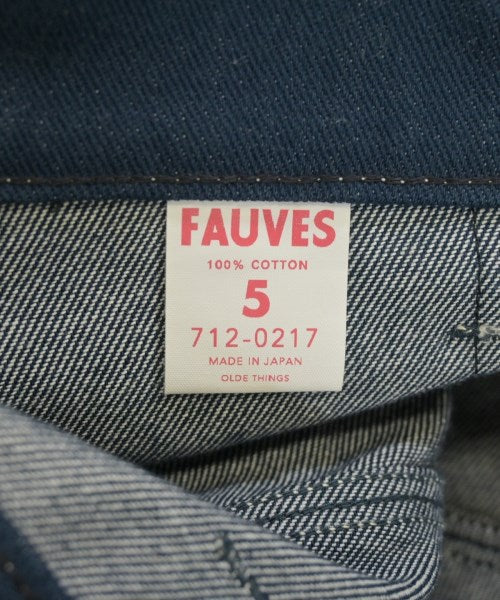 FAUVES
100% COTTON
5
712-0217
MADE IN JAPAN
OLDE THINGS